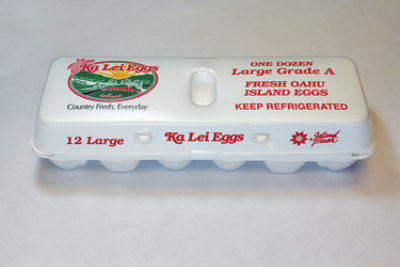 Ka Lei Eggs
Country Fresh, Everyday
ONE DOZEN
Large Grade A
FRESH OAHU
ISLAND EGGS
KEEP REFRIGERATED
12 Large
Ka Lei Eggs
Island
Fresh